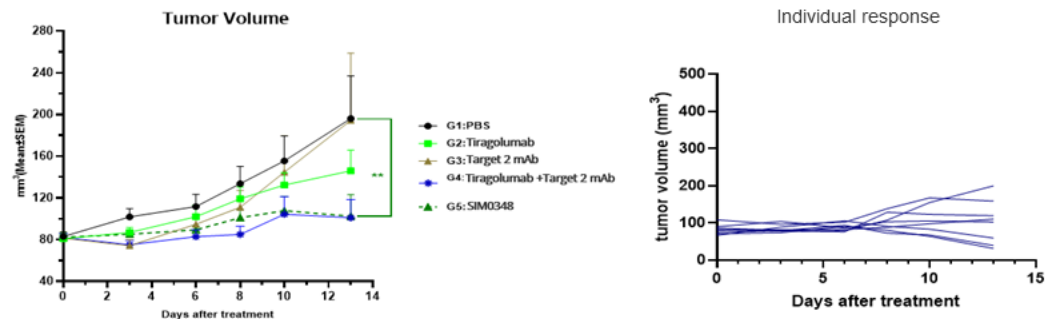 Tumor Volume
mm³(Mean±SEM)
280
240
200
160
120
80
40
0 2 4 6 8 10 12 14
Days after treatment
**
G1:PBS
G2:Tiragolumab
G3:Target 2 mAb
G4:Tiragolumab +Target 2 mAb
G5:SIM0348
Individual response
tumor volume (mm³)
500
400
300
200
100
0
0 5 10 15
Days after treatment